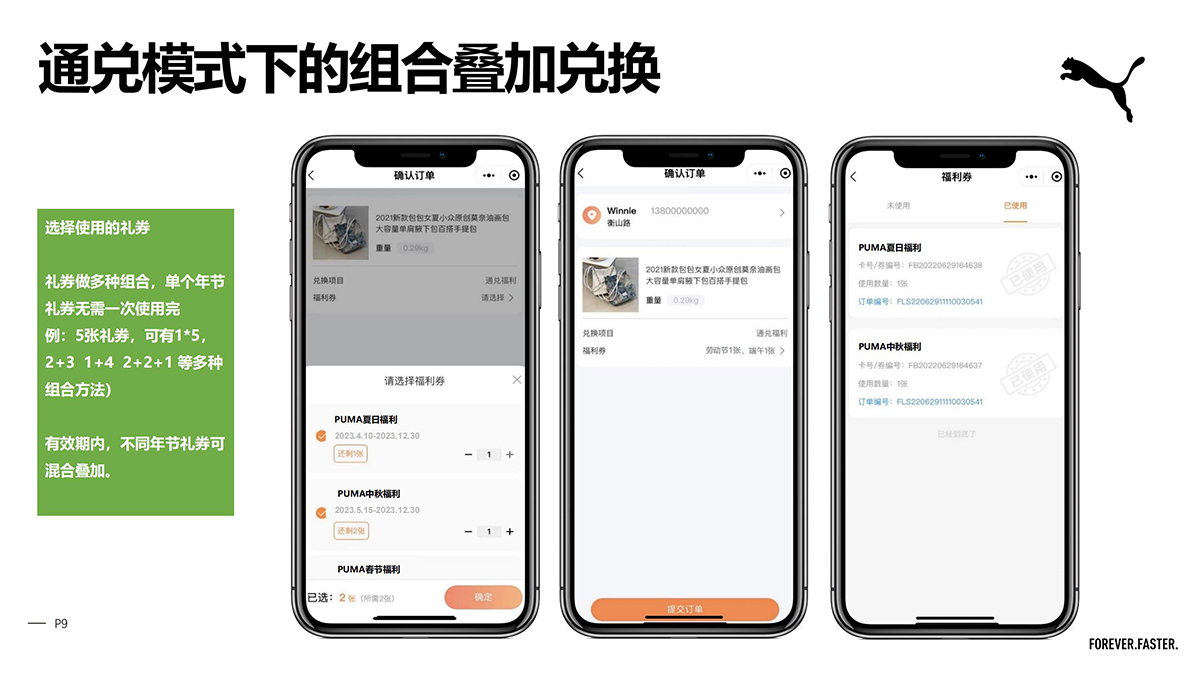 通兑模式下的组合叠加兑换
选择使用的礼券
礼券做多种组合，单个年节
礼券无需一次使用完
例：5张礼券，可有1*5，
2+3 1+4 2+2+1 等多种
组合方法）
有效期内，不同年节礼券可
混合叠加。
确认订单
2021新款包包女夏小众原创莫奈油画包
大容量单肩腋下包百搭手提包
重量 0.29kg
兑换项目 通兑福利
福利券 请选择
请选择福利券
PUMA夏日福利
2023.4.10-2023.12.30
还剩1张
1
PUMA中秋福利
2023.5.15-2023.12.30
还剩2张
1
PUMA春节福利
已选：2 张 (所需2张)
确定
确认订单
Winnie 13800000000
衡山路
2021新款包包女夏小众原创莫奈油画包
大容量单肩腋下包百搭手提包
重量 0.29kg
兑换项目 通兑福利
福利券 劳动节1张、端午1张
提交订单
福利券
未使用 已使用
PUMA夏日福利
卡号/券编号：FB20220629164638
使用数量：1张
订单编号：FLS22062911110030541
已使用
PUMA中秋福利
卡号/券编号：FB20220629164637
使用数量：1张
订单编号：FLS22062911110030541
已使用
已经到底了
P9
FOREVER.FASTER.